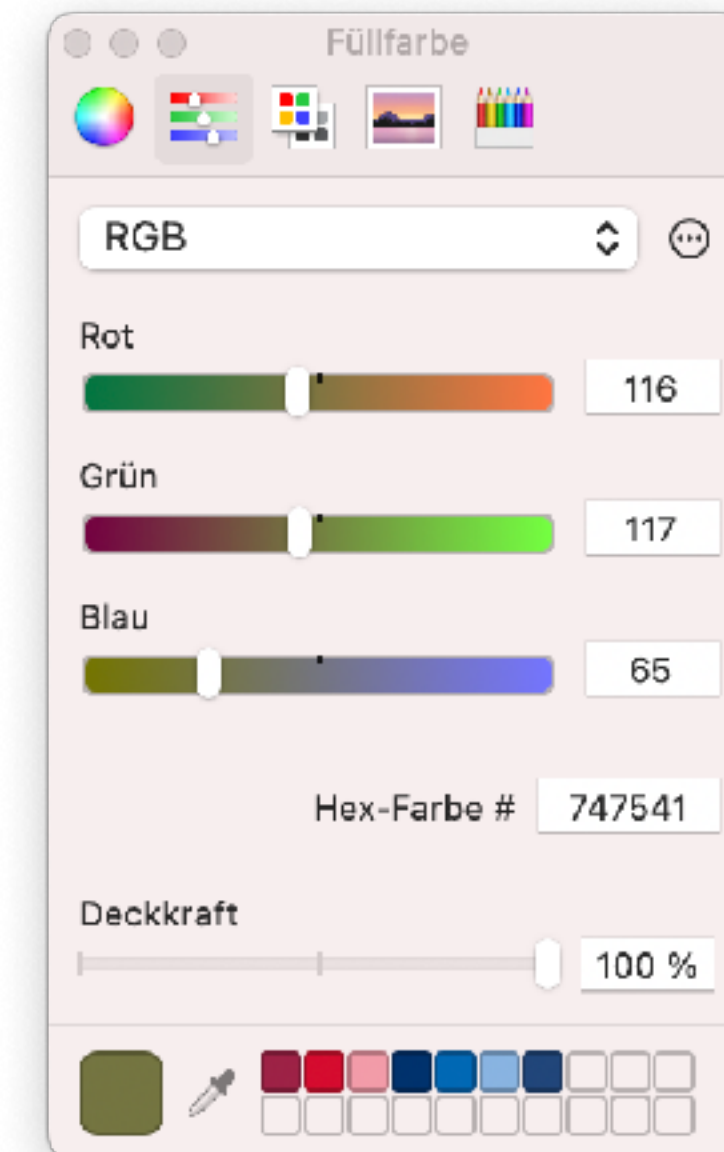 Füllfarbe
RGB
Rot
116
Grün
117
Blau
65
Hex-Farbe # 747541
Deckkraft
100 %